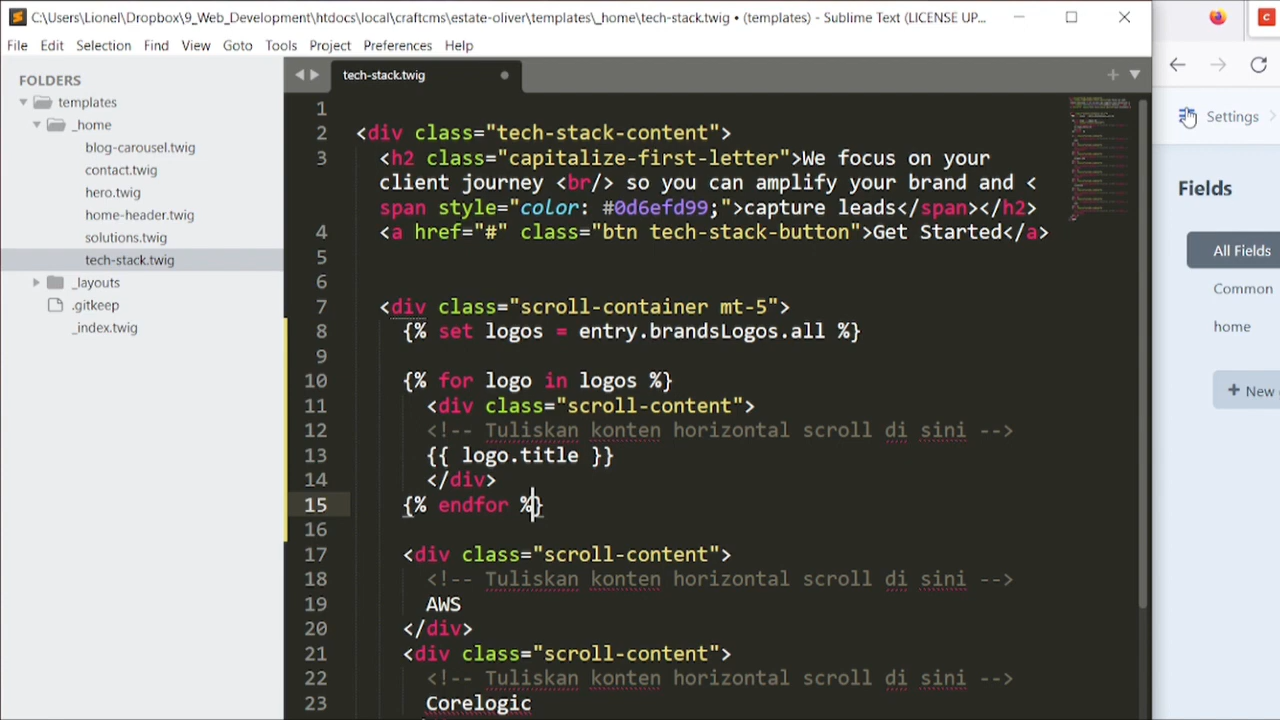 C:\Users\Lionel\Dropbox\9_Web_Development\htdocs\local\craftcms\estate-oliver\templates\_home\tech-stack.twig • (templates) - Sublime Text (LICENSE UP...
File Edit Selection Find View Goto Tools Project Preferences Help
FOLDERS
templates
_home
blog-carousel.twig
contact.twig
hero.twig
home-header.twig
solutions.twig
tech-stack.twig
_layouts
.gitkeep
_index.twig
tech-stack.twig
1
2 <div class="tech-stack-content">
3 <h2 class="capitalize-first-letter">We focus on your
client journey <br/> so you can amplify your brand and <
span style="color: #0d6efd99;">capture leads</span></h2>
4 <a href="#" class="btn tech-stack-button">Get Started</a>
5
6
7 <div class="scroll-container mt-5">
8 {% set logos = entry.brandsLogos.all %}
9
10 {% for logo in logos %}
11 <div class="scroll-content">
12 <!-- Tuliskan konten horizontal scroll di sini -->
13 {{ logo.title }}
14 </div>
15 {% endfor %}
16
17 <div class="scroll-content">
18 <!-- Tuliskan konten horizontal scroll di sini -->
19 AWS
20 </div>
21 <div class="scroll-content">
22 <!-- Tuliskan konten horizontal scroll di sini -->
23 Corelogic
Settings
Fields
All Fields
Common
home
+ New